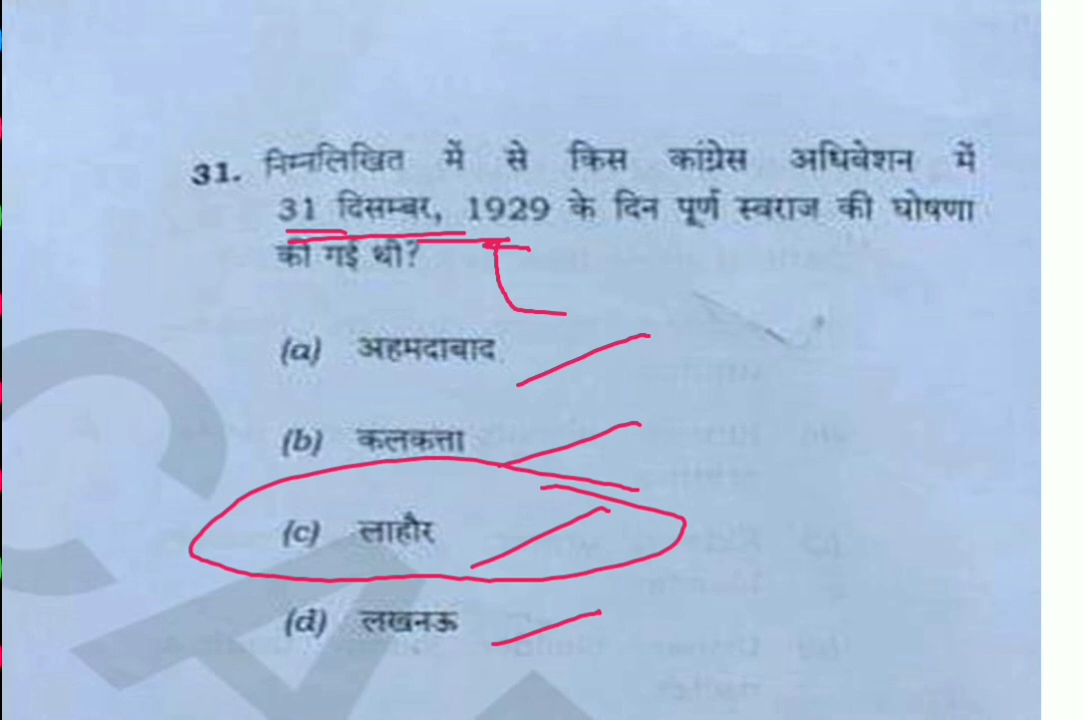 31. निम्नलिखित में से किस कांग्रेस अधिवेशन में
31 दिसम्बर, 1929 के दिन पूर्ण स्वराज की घोषणा
की गई थी?
(a) अहमदाबाद
(b) कलकत्ता
(c) लाहौर
(d) लखनऊ